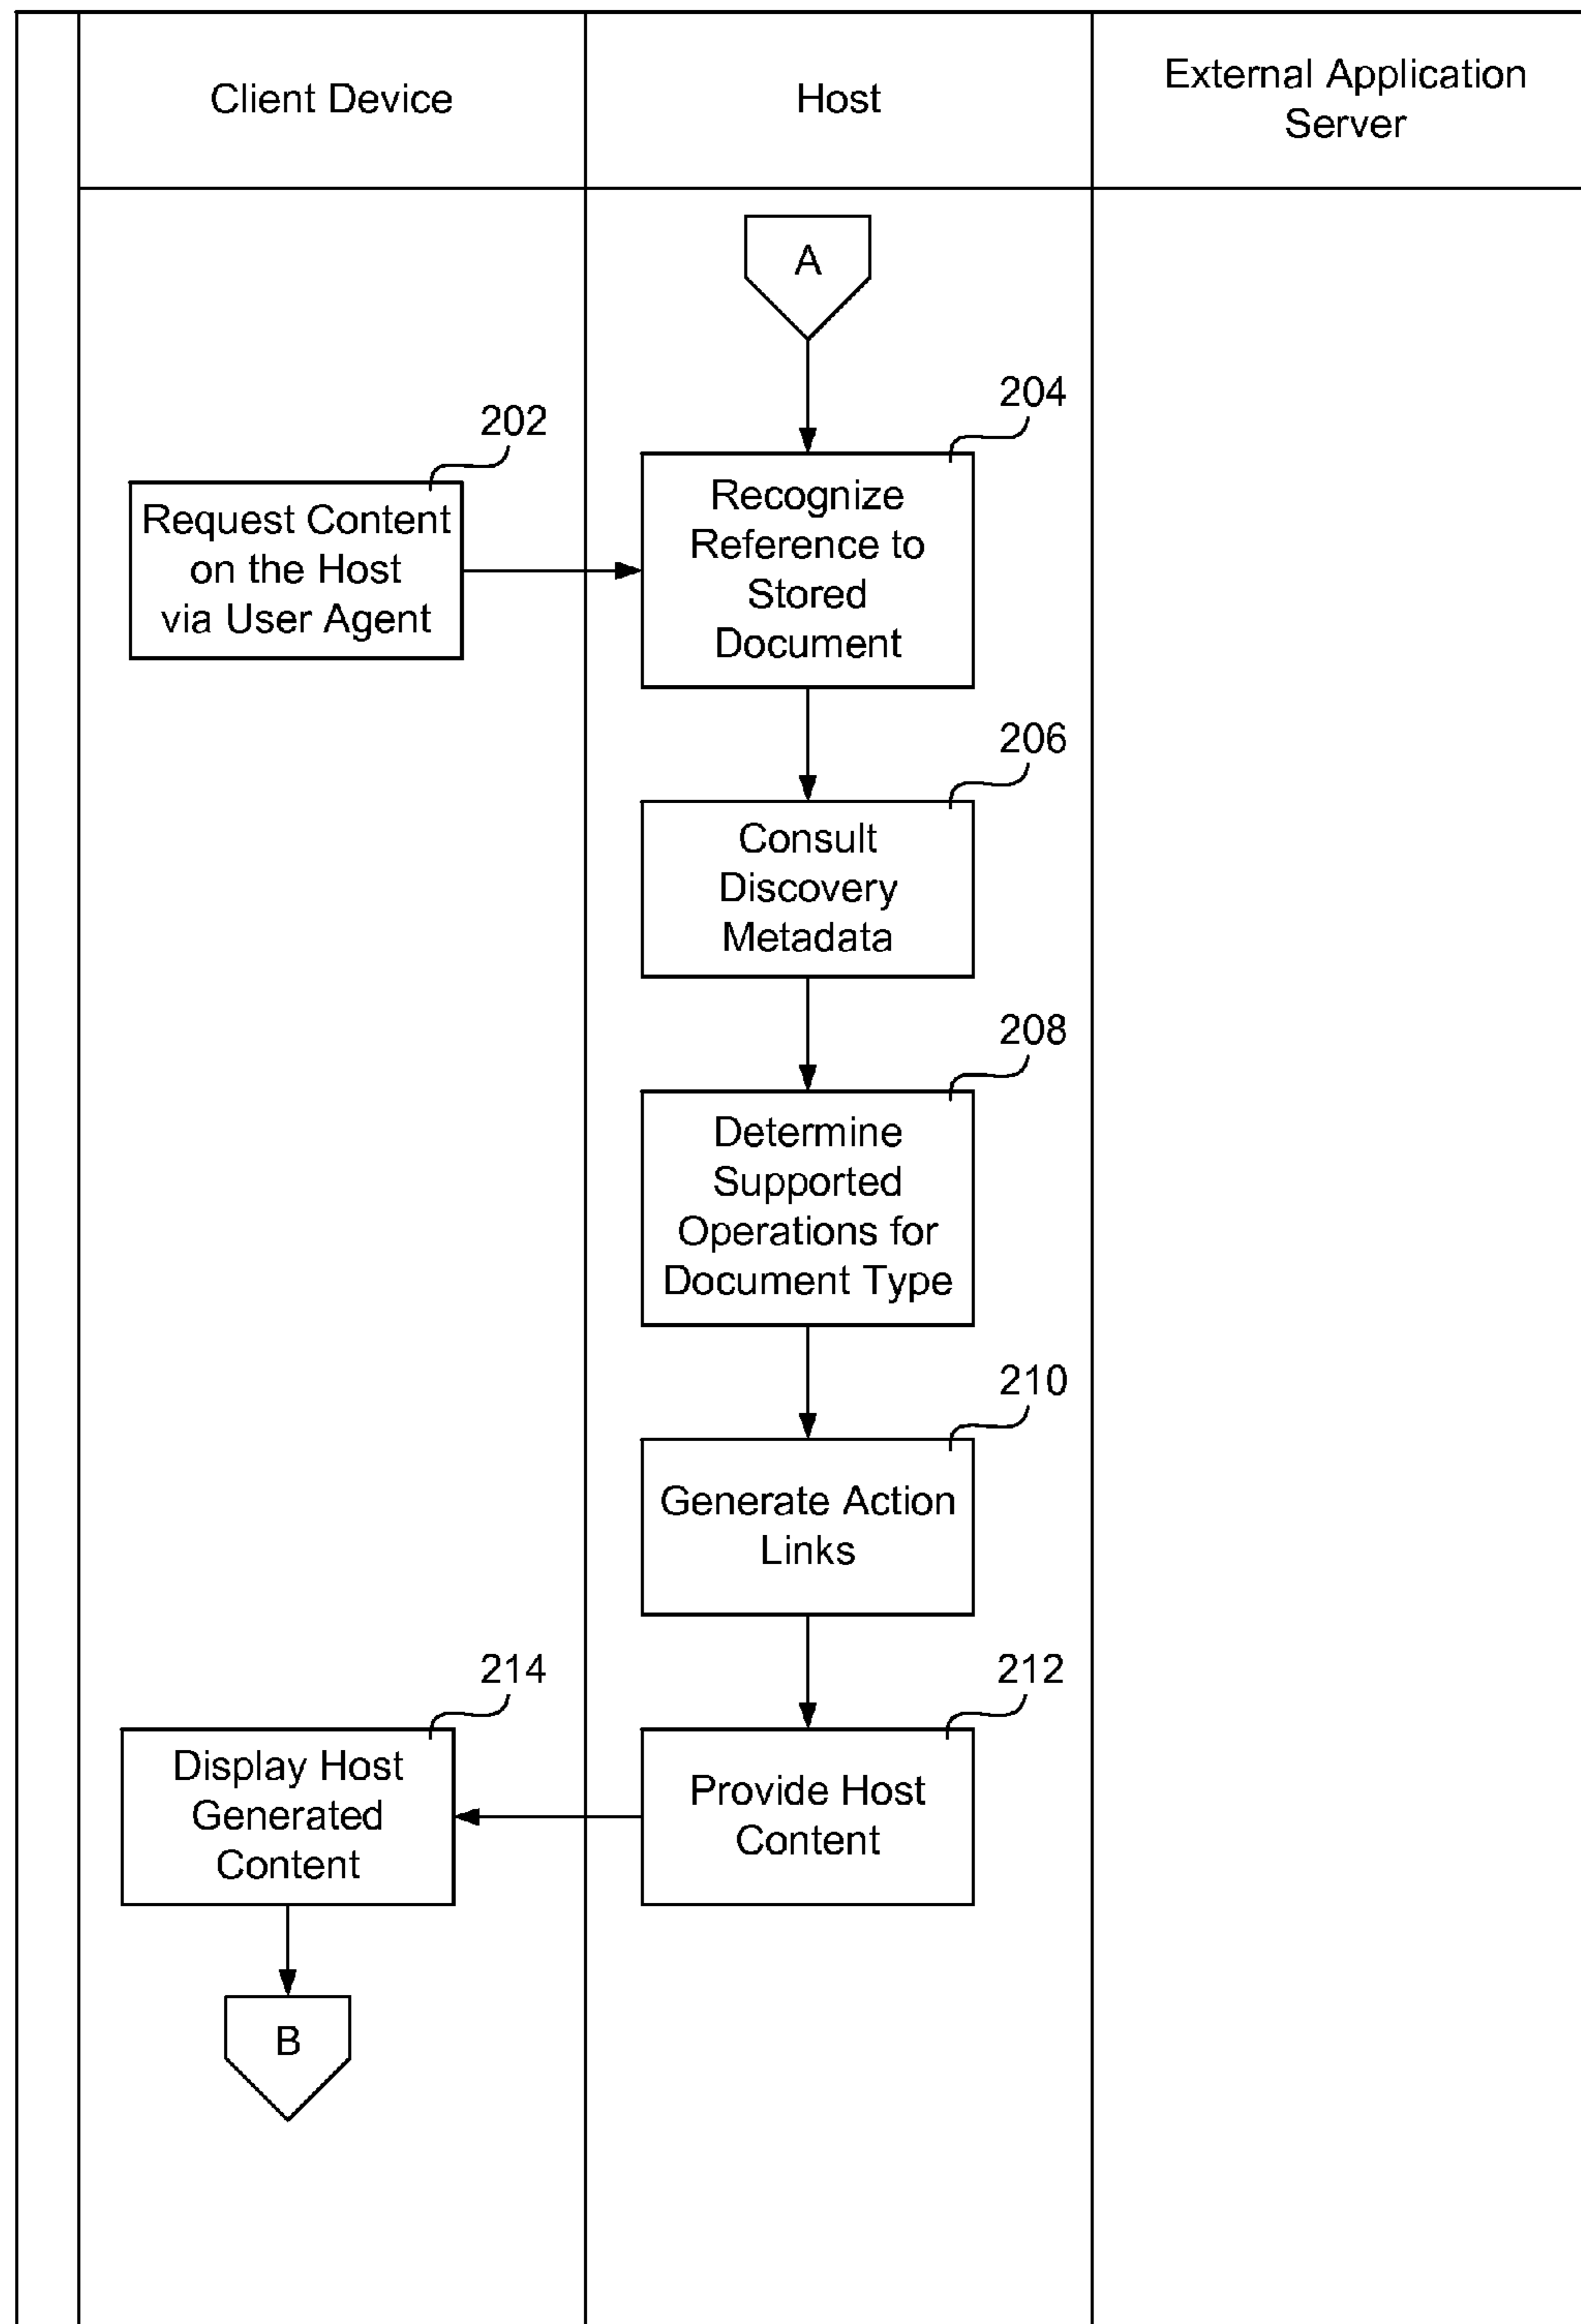 Client Device
Host
External Application
Server
A
204
202
Request Content
on the Host
via User Agent
Recognize
Reference to
Stored
Document
206
Consult
Discovery
Metadata
208
Determine
Supported
Operations for
Document Type
210
Generate Action
Links
214
212
Display Host
Generated
Content
Provide Host
Content
B